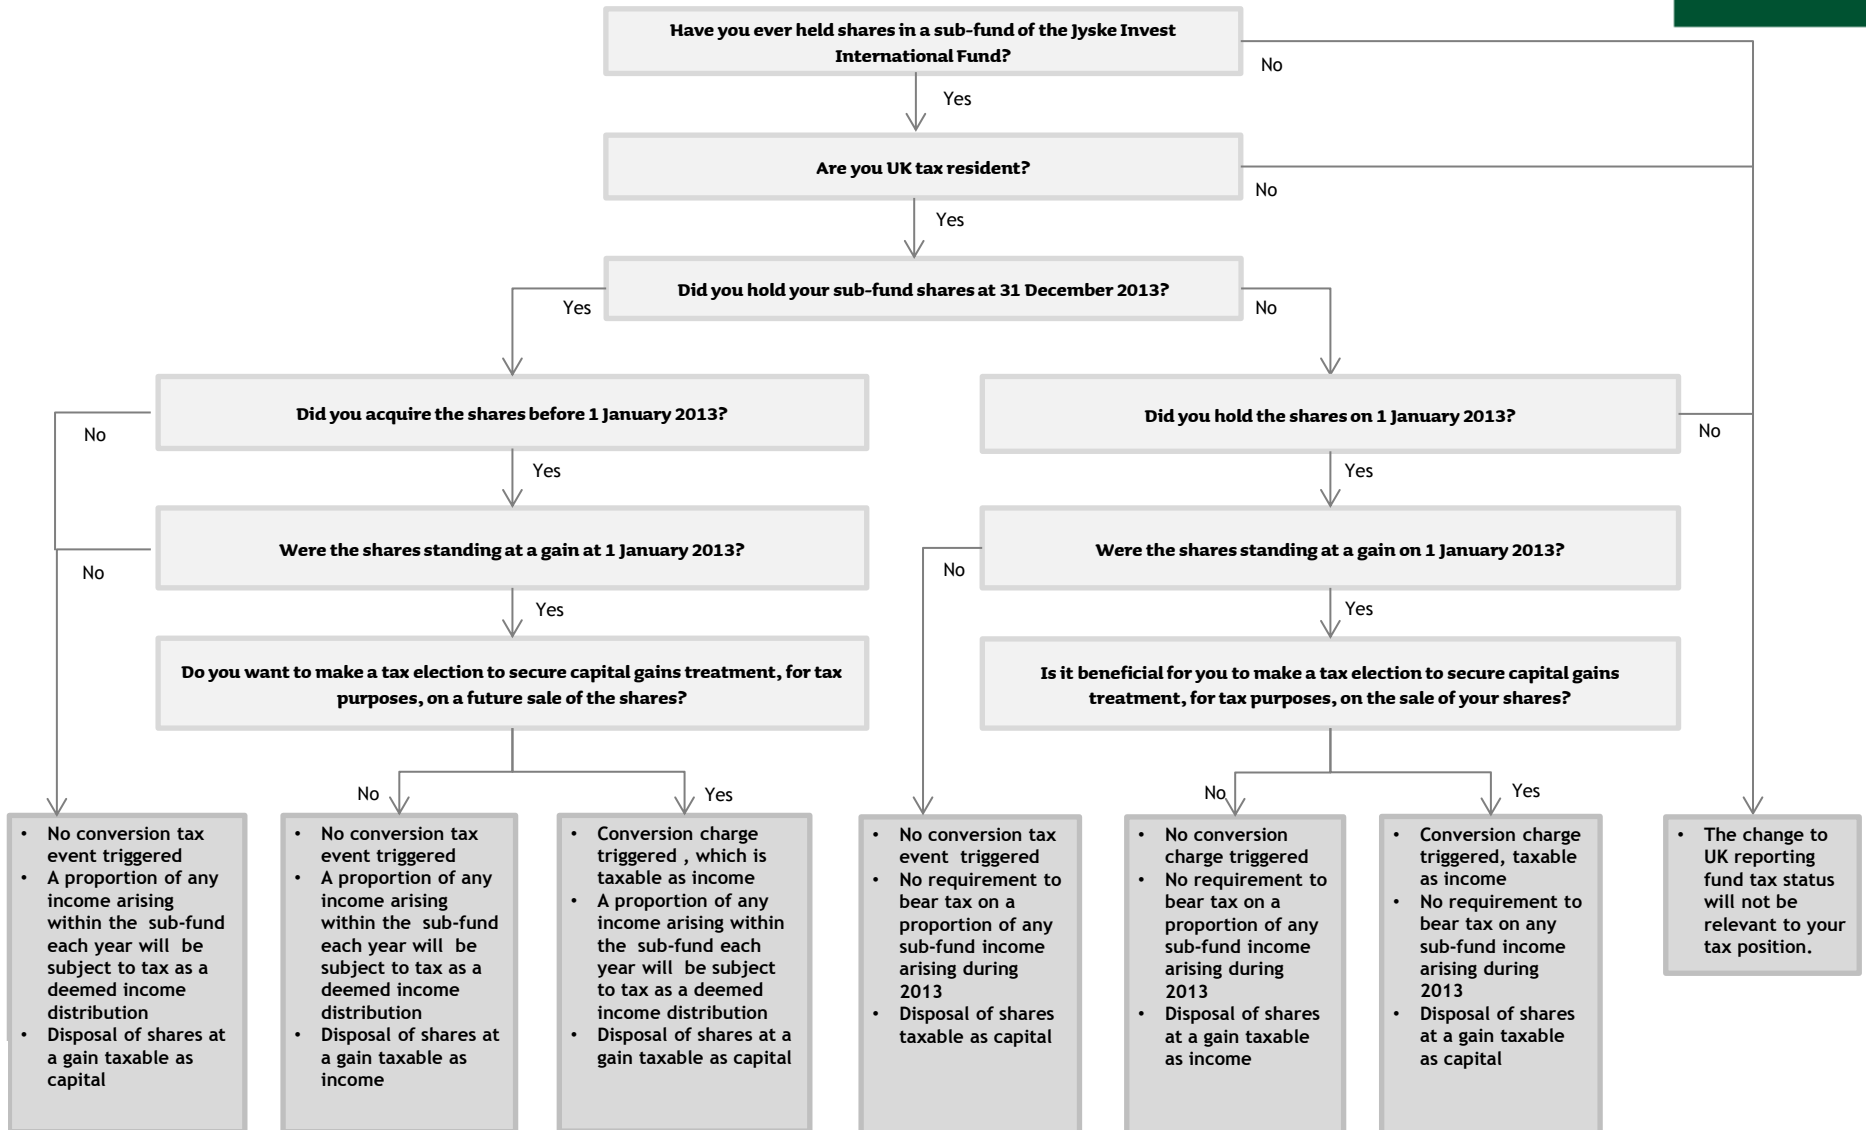 Have you ever held shares in a sub-fund of the Jyske Invest
International Fund?
No
Yes
Are you UK tax resident?
No
Yes
Did you hold your sub-fund shares at 31 December 2013?
Yes
No
Did you acquire the shares before 1 January 2013?
No
Yes
Did you hold the shares on 1 January 2013?
No
Yes
Were the shares standing at a gain at 1 January 2013?
No
Yes
Were the shares standing at a gain on 1 January 2013?
No
Yes
Do you want to make a tax election to secure capital gains treatment, for tax
purposes, on a future sale of the shares?
No
Yes
Is it beneficial for you to make a tax election to secure capital gains
treatment, for tax purposes, on the sale of your shares?
No
Yes
• No conversion tax
event triggered
• A proportion of any
income arising
within the sub-fund
each year will be
subject to tax as a
deemed income
distribution
• Disposal of shares at
a gain taxable as
capital
• No conversion tax
event triggered
• A proportion of any
income arising
within the sub-fund
each year will be
subject to tax as a
deemed income
distribution
• Disposal of shares at
a gain taxable as
income
• Conversion charge
triggered , which is
taxable as income
• A proportion of any
income arising within
the sub-fund each
year will be subject
to tax as a deemed
income distribution
• Disposal of shares at a
gain taxable as capital
• No conversion tax
event triggered
• No requirement to
bear tax on a
proportion of any
sub-fund income
arising during
2013
• Disposal of shares
taxable as capital
• No conversion
charge triggered
• No requirement to
bear tax on a
proportion of any
sub-fund income
arising during
2013
• Disposal of shares
at a gain taxable
as income
• Conversion charge
triggered, taxable
as income
• No requirement to
bear tax on any
sub-fund income
arising during
2013
• Disposal of shares
at a gain taxable
as capital
• The change to
UK reporting
fund tax status
will not be
relevant to your
tax position.